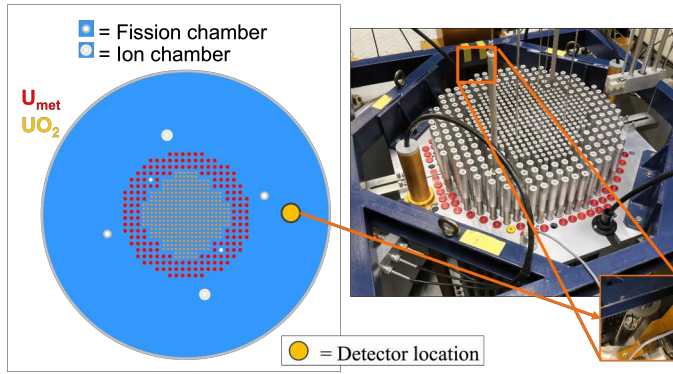 = Fission chamber
= Ion chamber
Umet
UO2
= Detector location